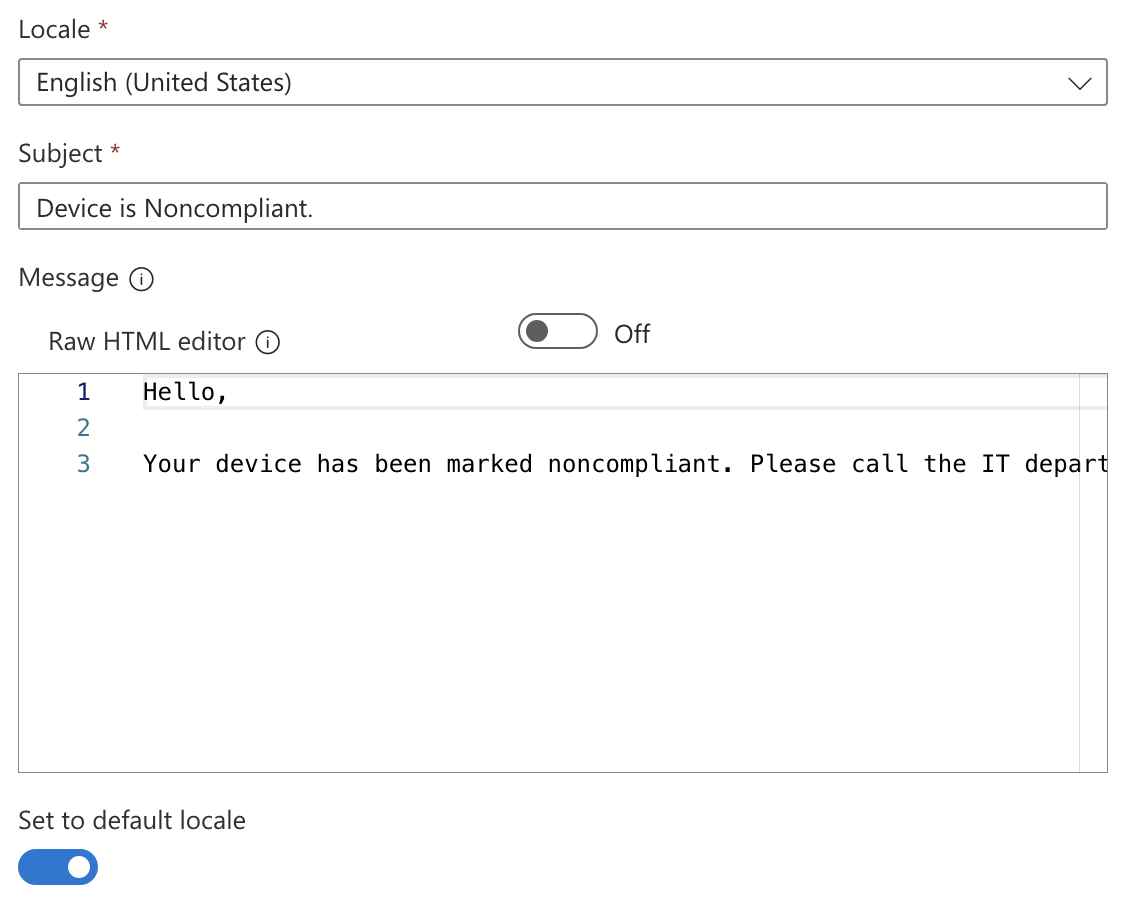 Locale *
English (United States)
Subject *
Device is Noncompliant.
Message
Raw HTML editor
Off
1 Hello,
2
3 Your device has been marked noncompliant. Please call the IT depart
Set to default locale